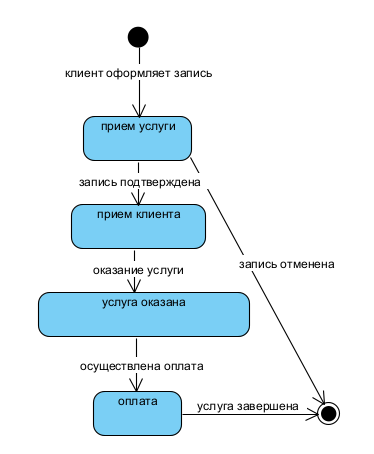 клиент оформляет запись
прием услуги
запись подтверждена
прием клиента
оказание услуги
запись отменена
услуга оказана
осуществлена оплата
оплата
услуга завершена